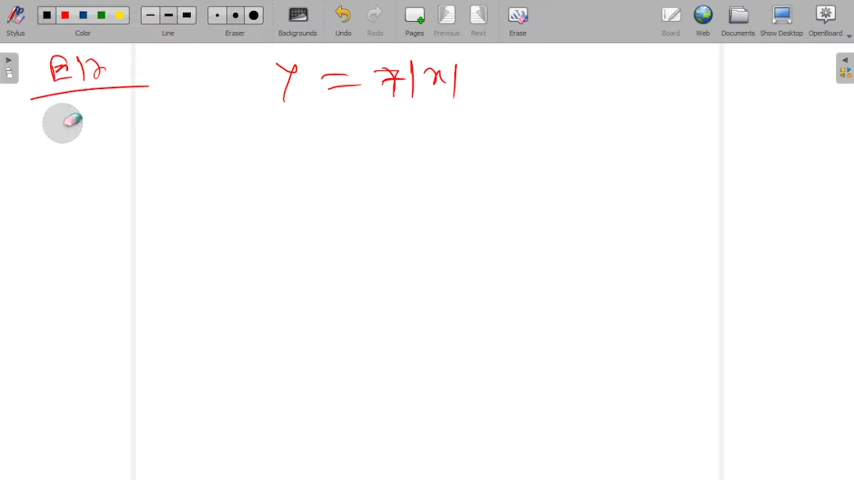 Color
Line
Eraser
Stylus
Backgrounds
Undo
Redo
Pages
Previous
Next
Erase
Board
Web
Documents
Show Desktop
OpenBoard
y = 7|x|